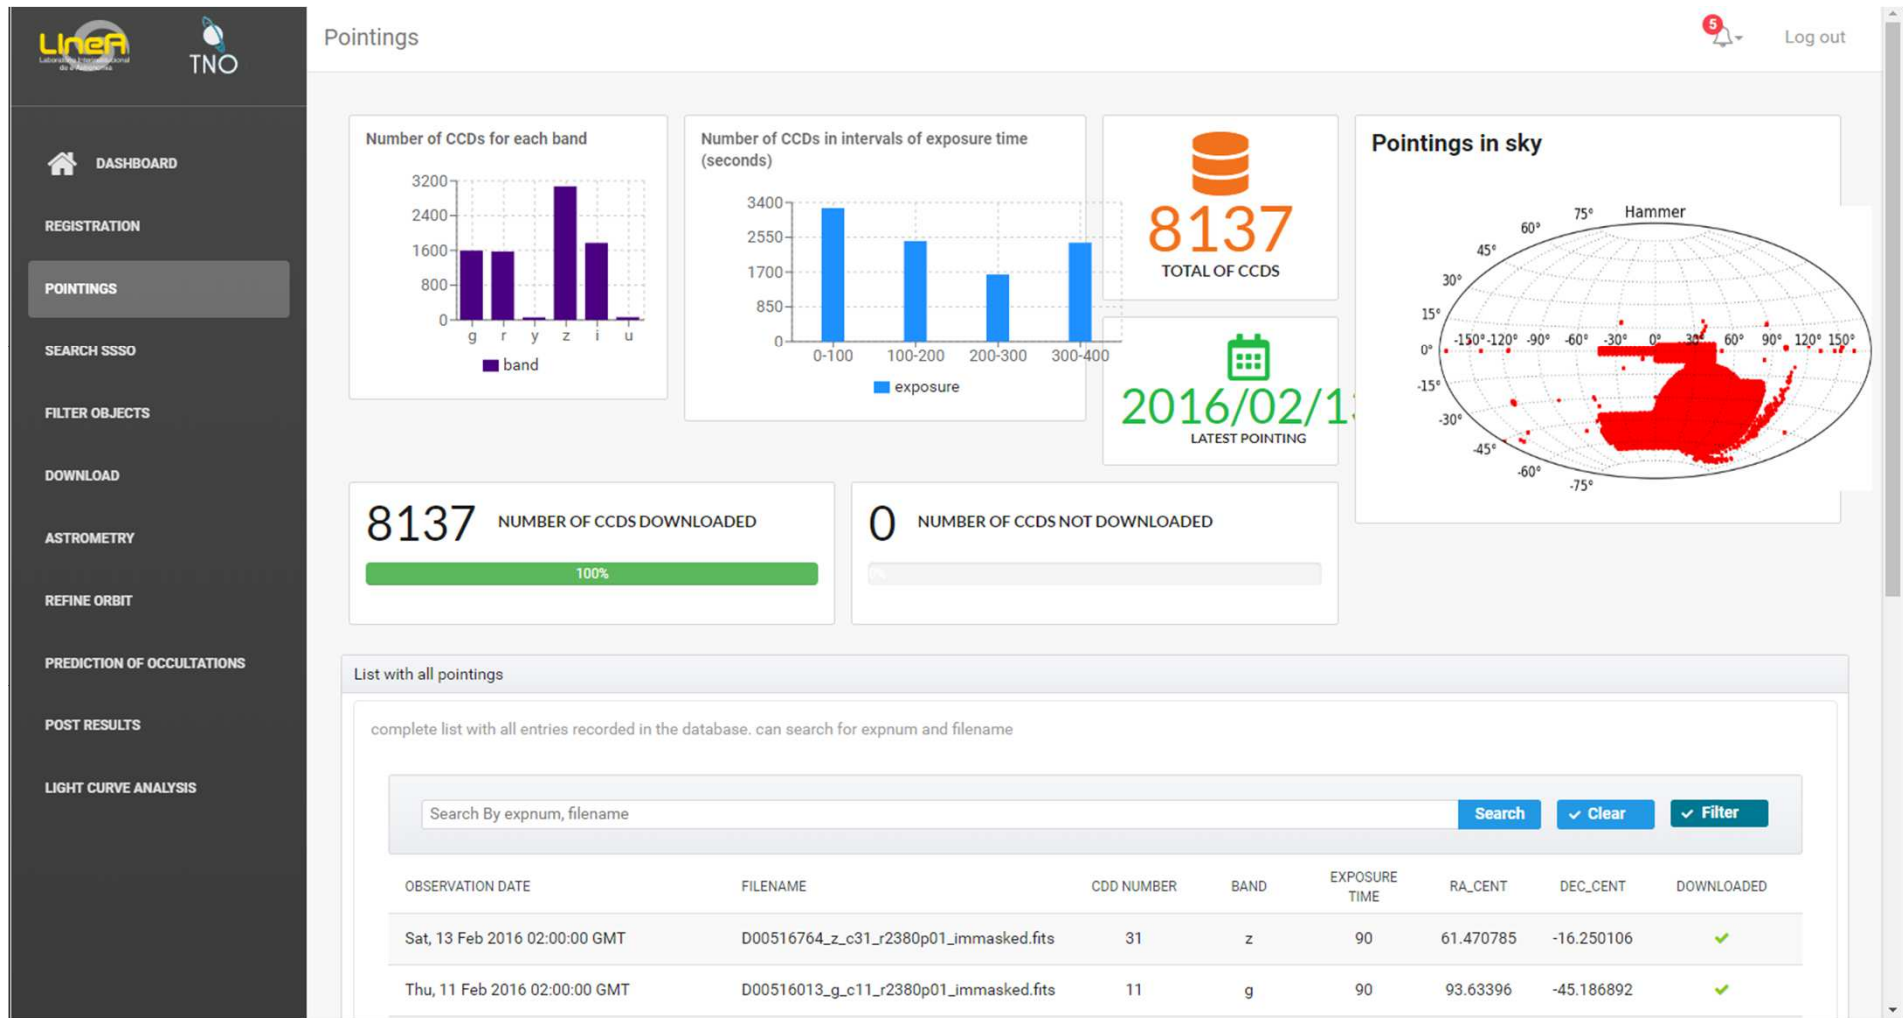 LIneA
Laboratório Interinstitucional
de e-Astronomia
TNO
Pointings
5
Log out
DASHBOARD
REGISTRATION
POINTINGS
SEARCH SSSO
FILTER OBJECTS
DOWNLOAD
ASTROMETRY
REFINE ORBIT
PREDICTION OF OCCULTATIONS
POST RESULTS
LIGHT CURVE ANALYSIS
Number of CCDs for each band
3200
2400
1600
800
0
g r y z i u
band
Number of CCDs in intervals of exposure time
(seconds)
3400
2550
1700
850
0
0-100 100-200 200-300 300-400
exposure
8137
TOTAL OF CCDS
2016/02/13
LATEST POINTING
Pointings in sky
Hammer
75°
60°
45°
30°
15°
0°
-15°
-30°
-45°
-60°
-75°
-150° -120° -90° -60° -30° 0° 30° 60° 90° 120° 150°
8137 NUMBER OF CCDS DOWNLOADED
100%
0 NUMBER OF CCDS NOT DOWNLOADED
0%
List with all pointings
complete list with all entries recorded in the database. can search for expnum and filename
Search By expnum, filename Search Clear Filter
OBSERVATION DATE FILENAME CDD NUMBER BAND EXPOSURE TIME RA_CENT DEC_CENT DOWNLOADED
Sat, 13 Feb 2016 02:00:00 GMT D00516764_z_c31_r2380p01_immasked.fits 31 z 90 61.470785 -16.250106
Thu, 11 Feb 2016 02:00:00 GMT D00516013_g_c11_r2380p01_immasked.fits 11 g 90 93.63396 -45.186892